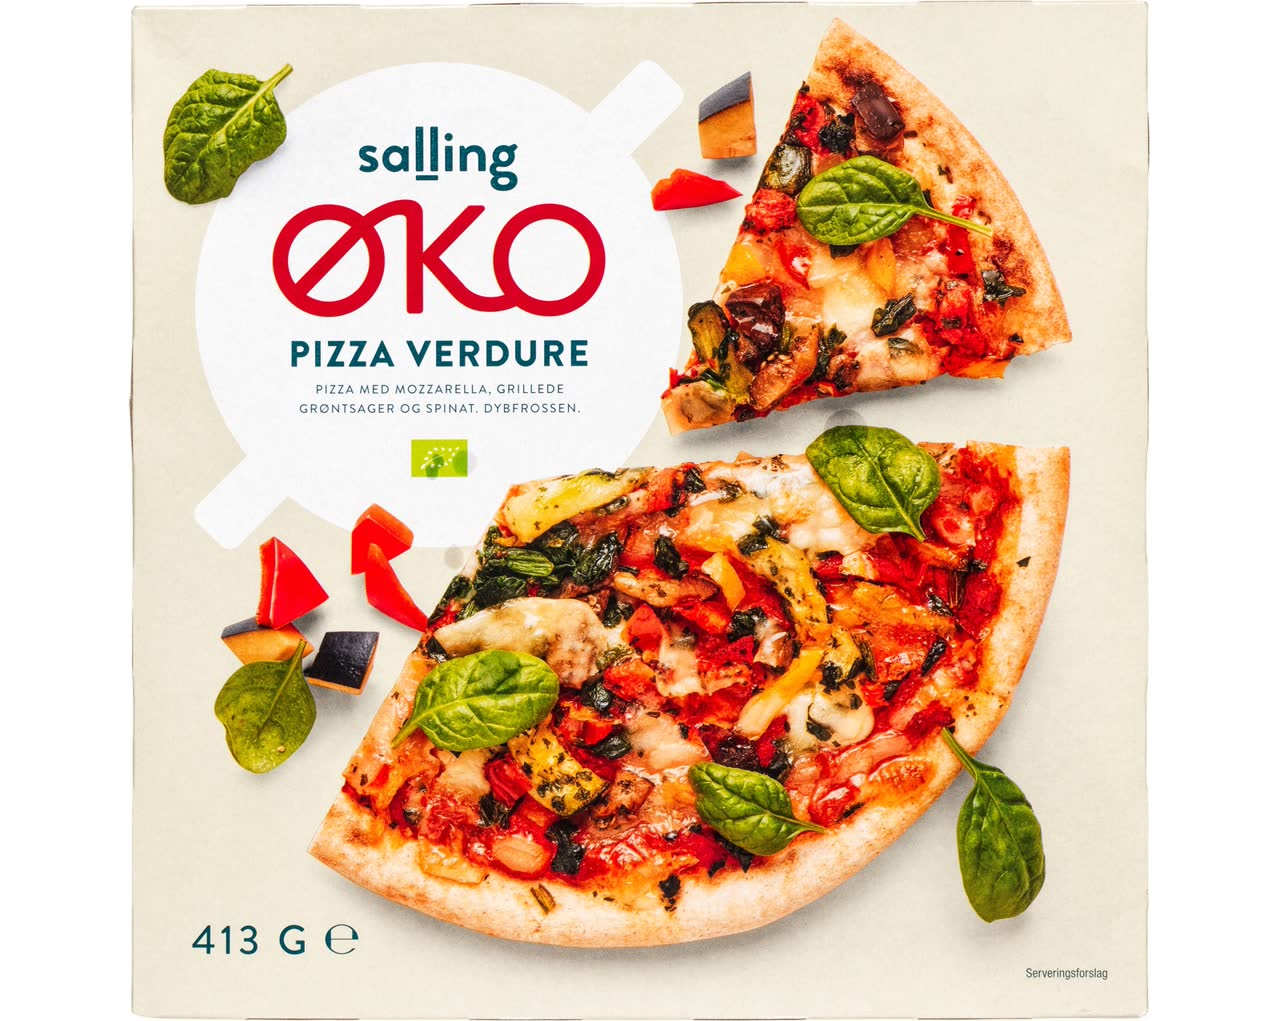 salling
ØKO
PIZZA VERDURE
PIZZA MED MOZZARELLA, GRILLEDE
GRØNTSAGER OG SPINAT. DYBFROSSEN.
413 G ℮
Serveringsforslag